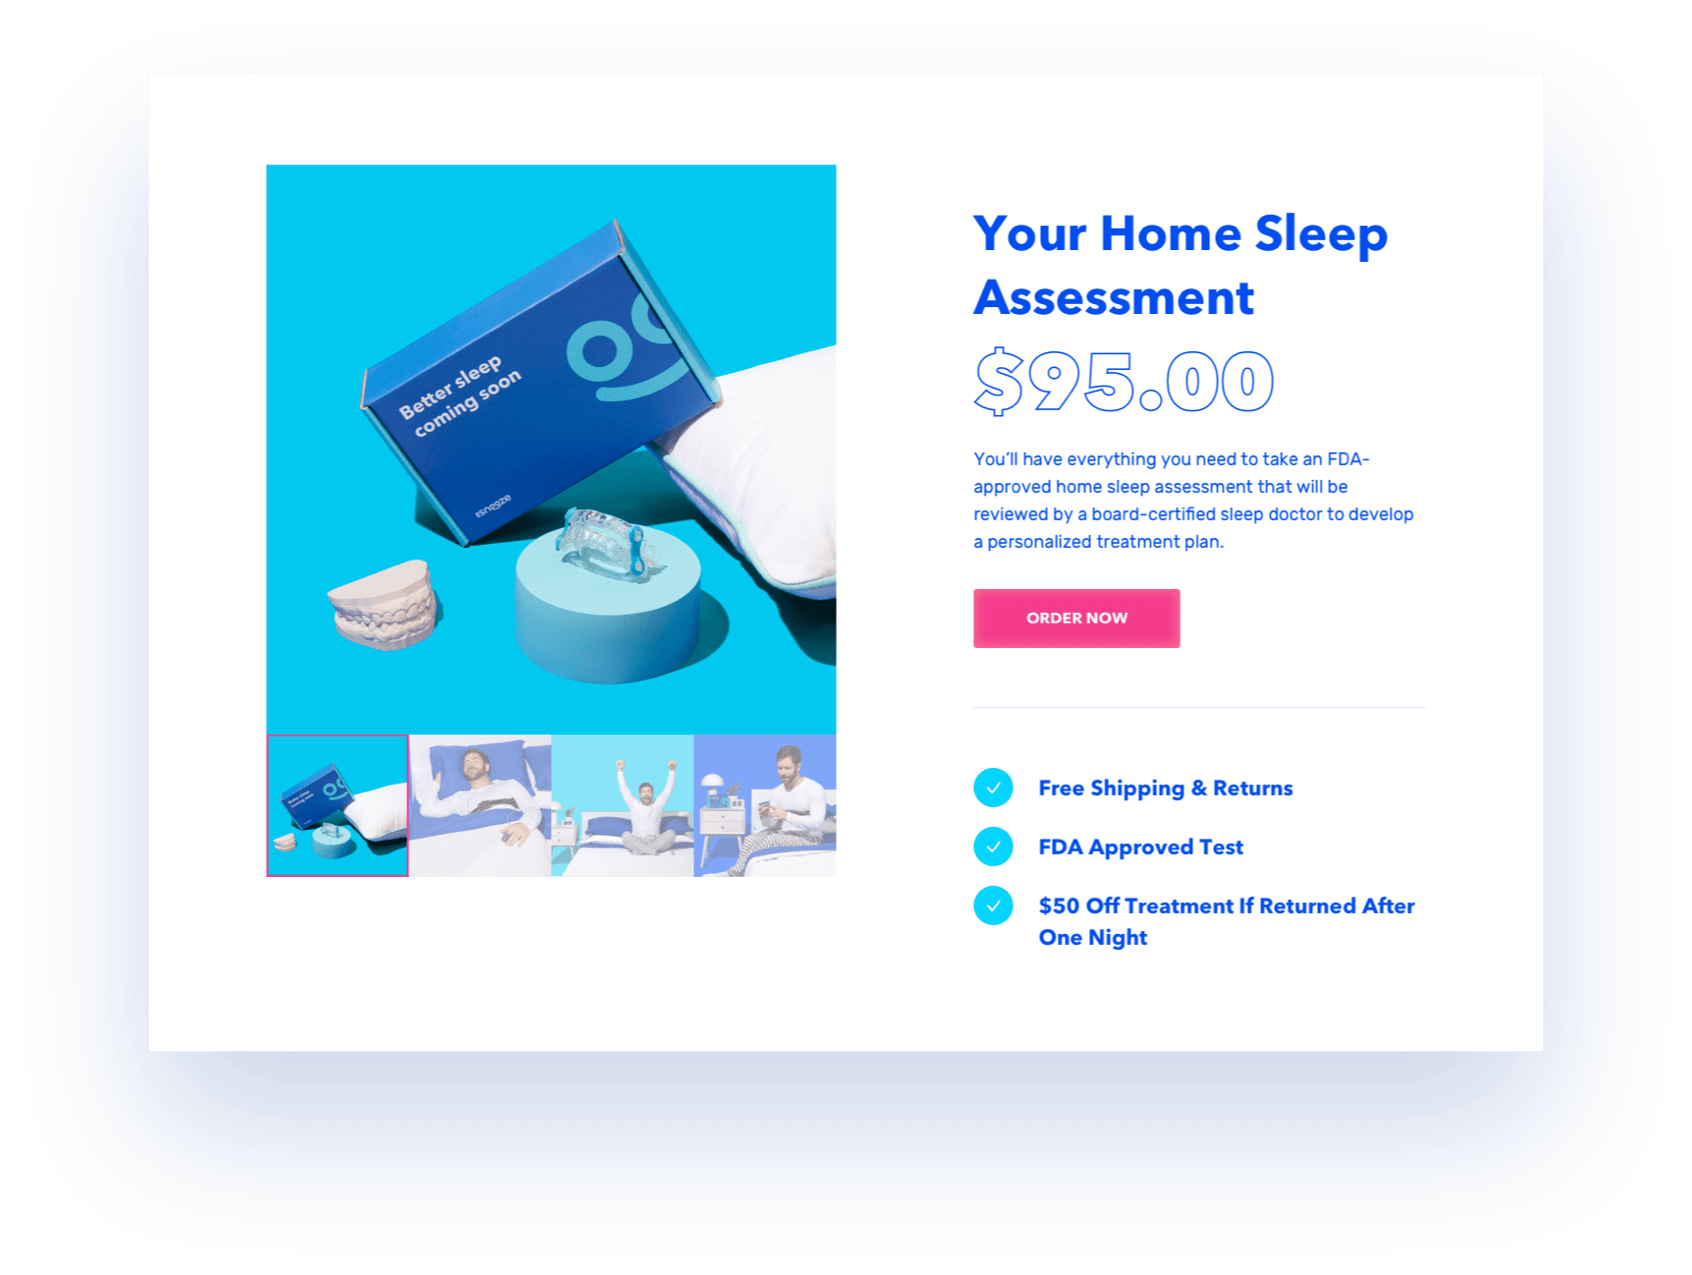 Better sleep
coming soon
Your Home Sleep
Assessment
$95.00
You’ll have everything you need to take an FDA-
approved home sleep assessment that will be
reviewed by a board-certified sleep doctor to develop
a personalized treatment plan.
ORDER NOW
Free Shipping & Returns
FDA Approved Test
$50 Off Treatment If Returned After
One Night